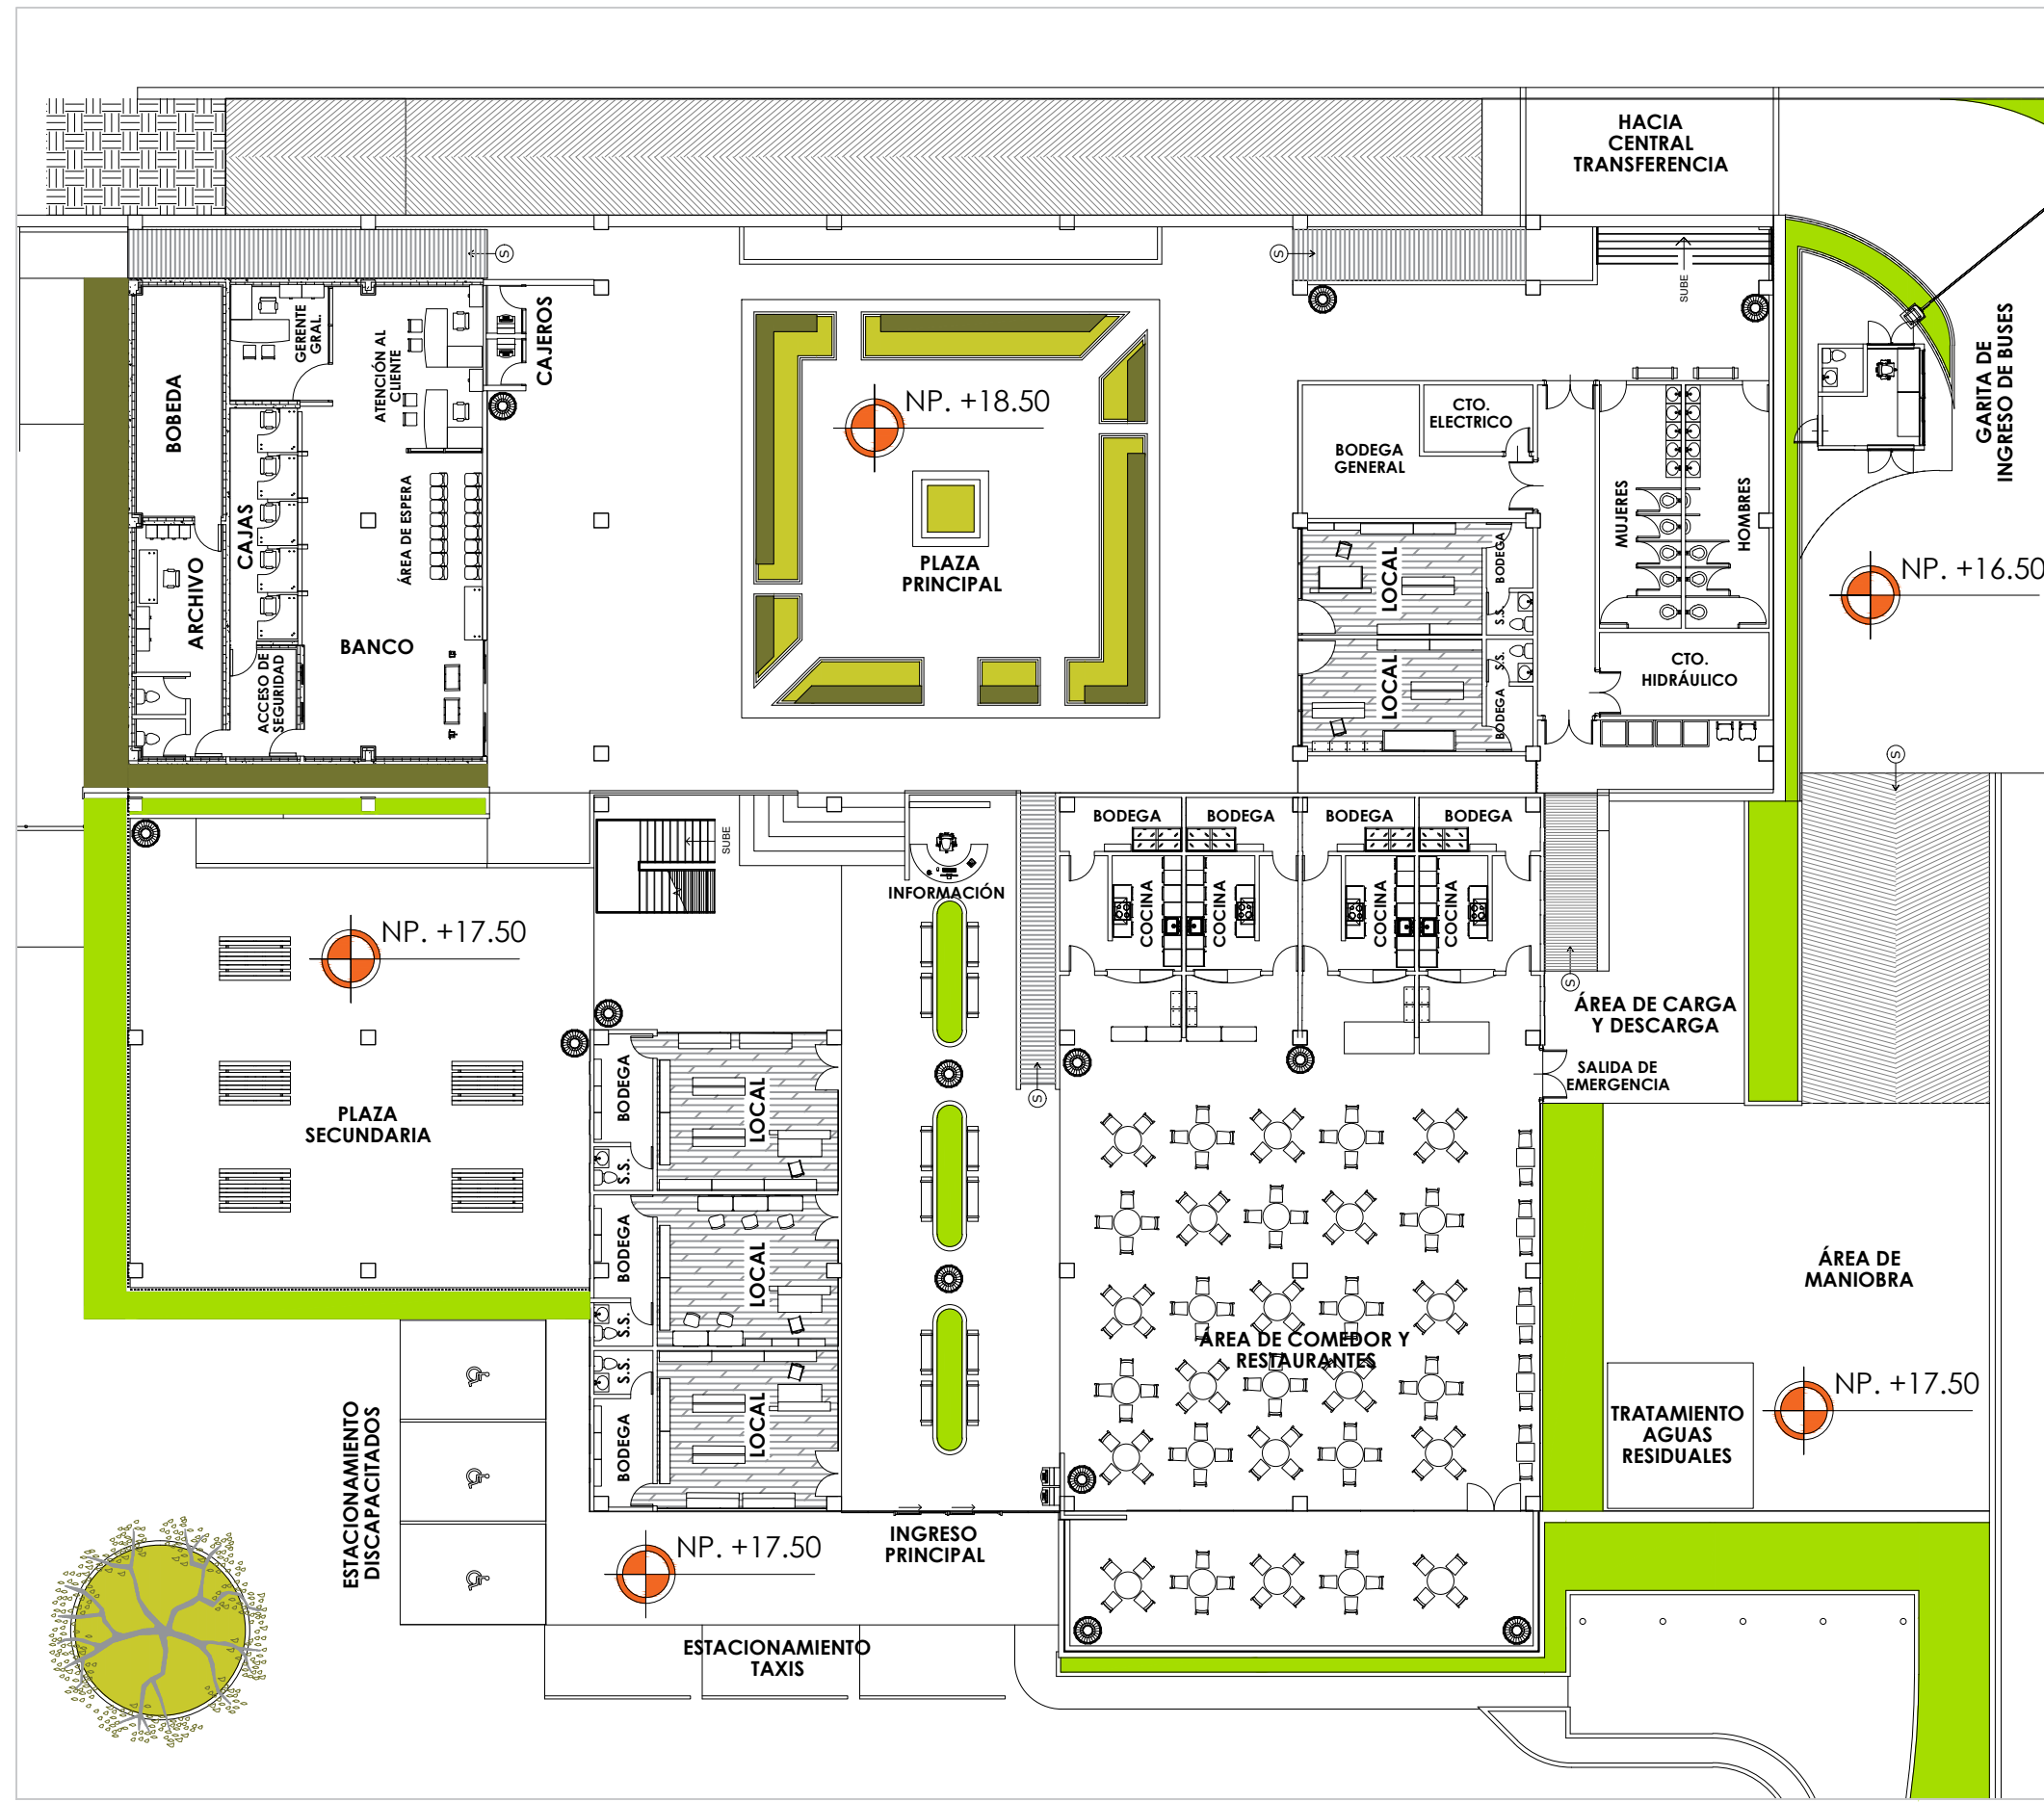 HACIA
CENTRAL
TRANSFERENCIA
S
S
SUBE
GERENTE
GRAL.
ATENCIÓN AL
CLIENTE
CAJEROS
BOBEDA
CAJAS
ÁREA DE ESPERA
ARCHIVO
BANCO
ACCESO DE
SEGURIDAD
NP. +18.50
PLAZA
PRINCIPAL
CTO.
ELECTRICO
BODEGA
GENERAL
MUJERES
HOMBRES
LOCAL
BODEGA
S.S.
LOCAL
S.S.
BODEGA
CTO.
HIDRÁULICO
GARITA DE
INGRESO DE BUSES
NP. +16.50
S
SUBE
INFORMACIÓN
BODEGA
BODEGA
BODEGA
BODEGA
COCINA
COCINA
COCINA
COCINA
S
S
ÁREA DE CARGA
Y DESCARGA
SALIDA DE
EMERGENCIA
NP. +17.50
PLAZA
SECUNDARIA
BODEGA
S.S.
LOCAL
BODEGA
S.S.
LOCAL
S.S.
BODEGA
LOCAL
ÁREA DE COMEDOR Y
RESTAURANTES
ÁREA DE
MANIOBRA
NP. +17.50
TRATAMIENTO
AGUAS
RESIDUALES
ESTACIONAMIENTO
DISCAPACITADOS
NP. +17.50
INGRESO
PRINCIPAL
ESTACIONAMIENTO
TAXIS